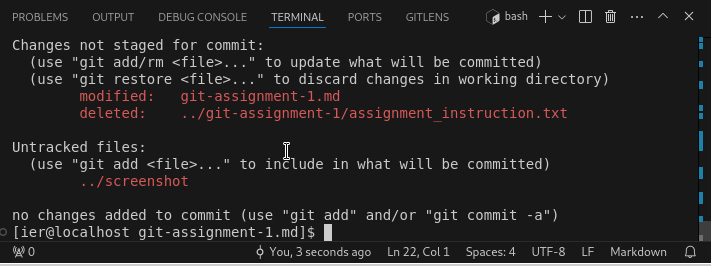 PROBLEMS OUTPUT DEBUG CONSOLE TERMINAL PORTS GITLENS bash
Changes not staged for commit:
  (use "git add/rm <file>..." to update what will be committed)
  (use "git restore <file>..." to discard changes in working directory)
        modified:   git-assignment-1.md
        deleted:    ../git-assignment-1/assignment_instruction.txt
Untracked files:
  (use "git add <file>..." to include in what will be committed)
        ../screenshot
no changes added to commit (use "git add" and/or "git commit -a")
[ier@localhost git-assignment-1.md]$
0 You, 3 seconds ago Ln 22, Col 1 Spaces: 4 UTF-8 LF Markdown